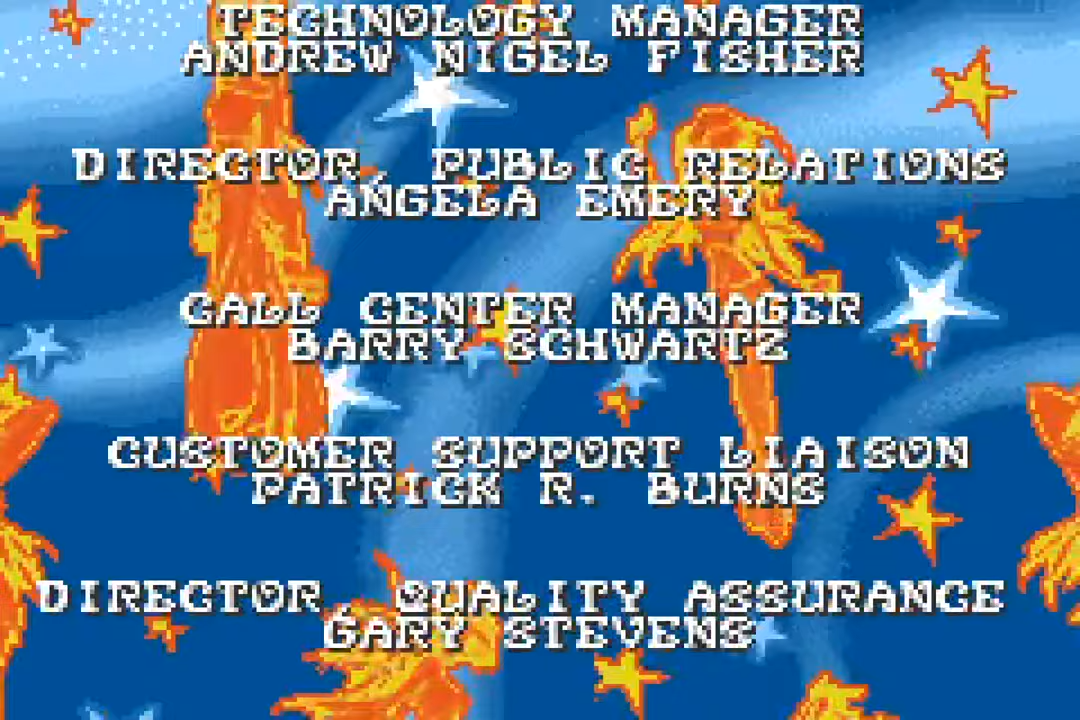 TECHNOLOGY MANAGER
ANDREW NIGEL FISHER
DIRECTOR, PUBLIC RELATIONS
ANGELA EMERY
CALL CENTER MANAGER
BARRY SCHWARTZ
CUSTOMER SUPPORT LIAISON
PATRICK R. BURNS
DIRECTOR, QUALITY ASSURANCE
GARY STEVENS